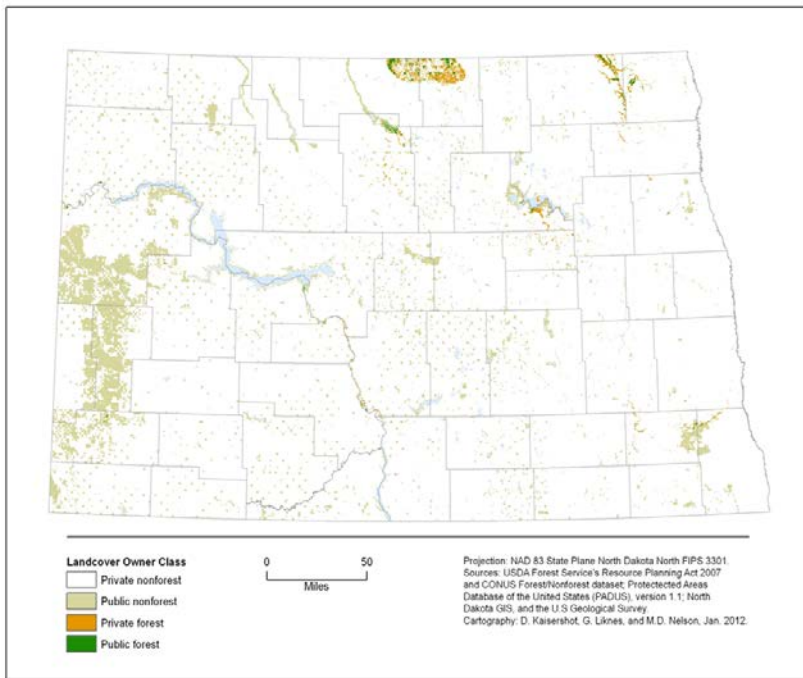 Landcover Owner Class
Private nonforest
Public nonforest
Private forest
Public forest
0 50
Miles
Projection: NAD 83 State Plane North Dakota North FIPS 3301.
Sources: USDA Forest Service's Resource Planning Act 2007
and CONUS Forest/Nonforest dataset; Protectected Areas
Database of the United States (PADUS), version 1.1; North
Dakota GIS, and the U.S Geological Survey.
Cartography: D. Kaisershot, G. Liknes, and M.D. Nelson, Jan. 2012.